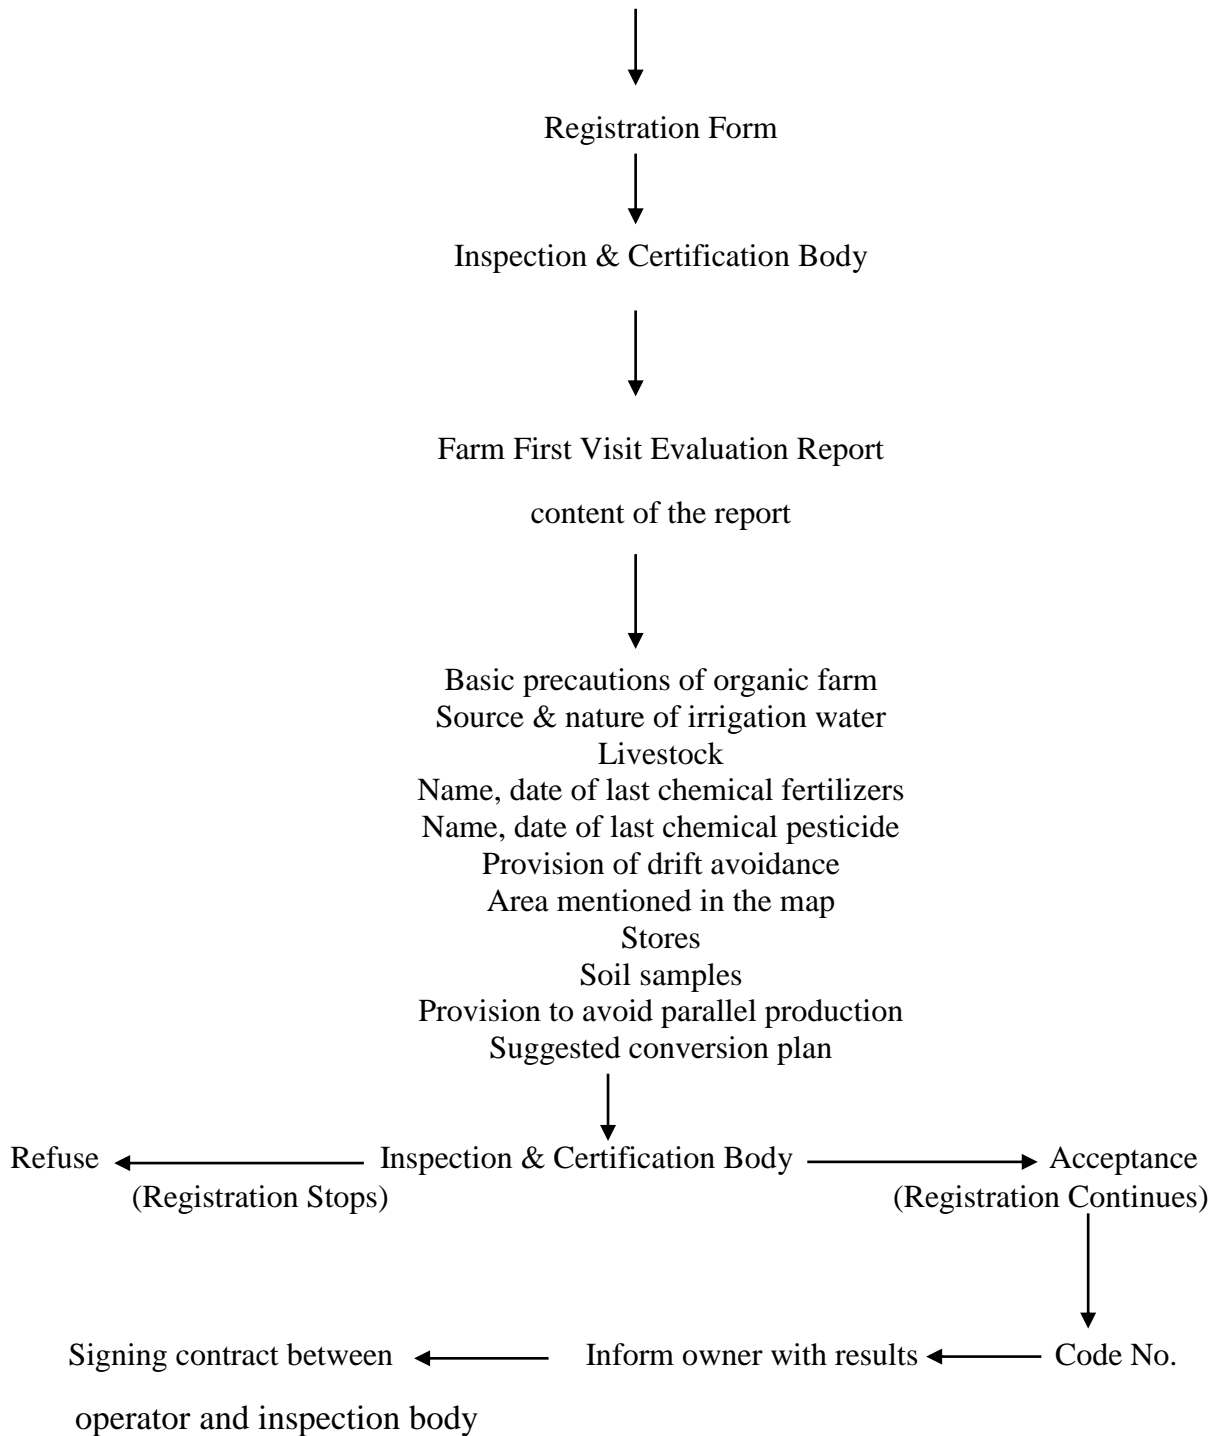 Registration Form
Inspection & Certification Body
Farm First Visit Evaluation Report
content of the report
Basic precautions of organic farm
Source & nature of irrigation water
Livestock
Name, date of last chemical fertilizers
Name, date of last chemical pesticide
Provision of drift avoidance
Area mentioned in the map
Stores
Soil samples
Provision to avoid parallel production
Suggested conversion plan
Refuse Inspection & Certification Body Acceptance
(Registration Stops) (Registration Continues)
Signing contract between Inform owner with results Code No.
operator and inspection body